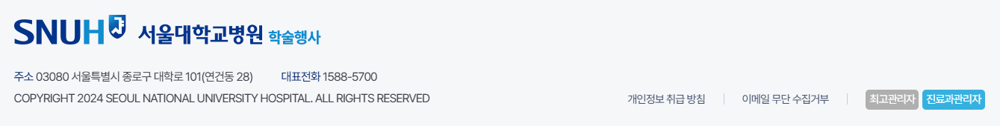 SNUH 서울대학교병원 학술행사
주소 03080 서울특별시 종로구 대학로 101(연건동 28) 대표전화 1588-5700
COPYRIGHT 2024 SEOUL NATIONAL UNIVERSITY HOSPITAL. ALL RIGHTS RESERVED
개인정보 취급 방침 이메일 무단 수집거부 최고관리자 진료과관리자